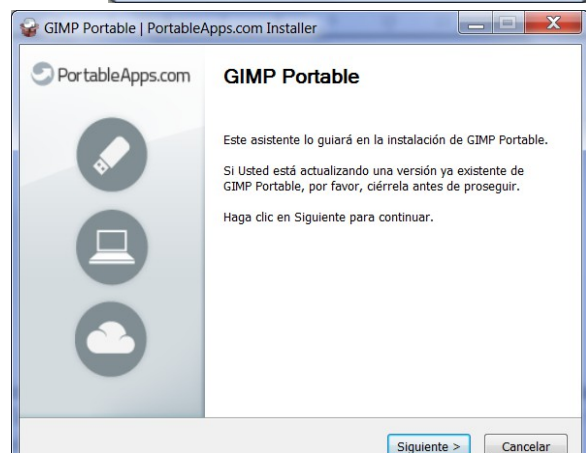 GIMP Portable | PortableApps.com Installer
PortableApps.com
GIMP Portable
Este asistente lo guiará en la instalación de GIMP Portable.
Si Usted está actualizando una versión ya existente de
GIMP Portable, por favor, ciérrela antes de proseguir.
Haga clic en Siguiente para continuar.
Siguiente >
Cancelar